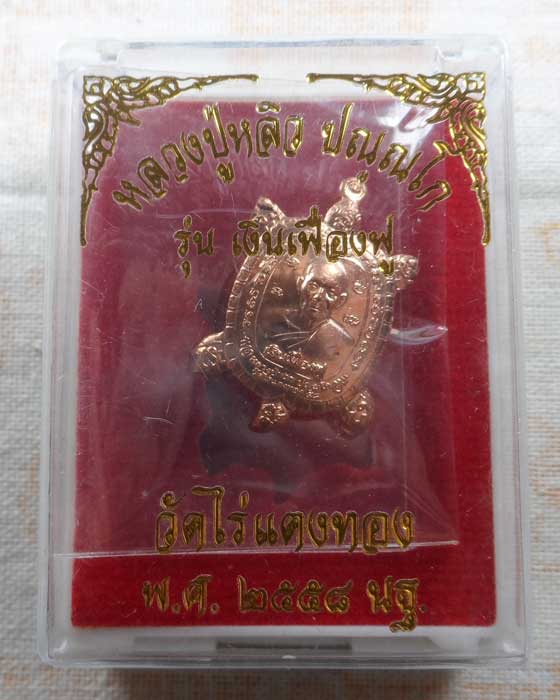 หลวงปู่หลิว ปณฺณโก
รุ่น เงินเฟื่องฟู
วัดไร่แตงทอง
พ.ศ. ๒๕๕๘ นฐ.